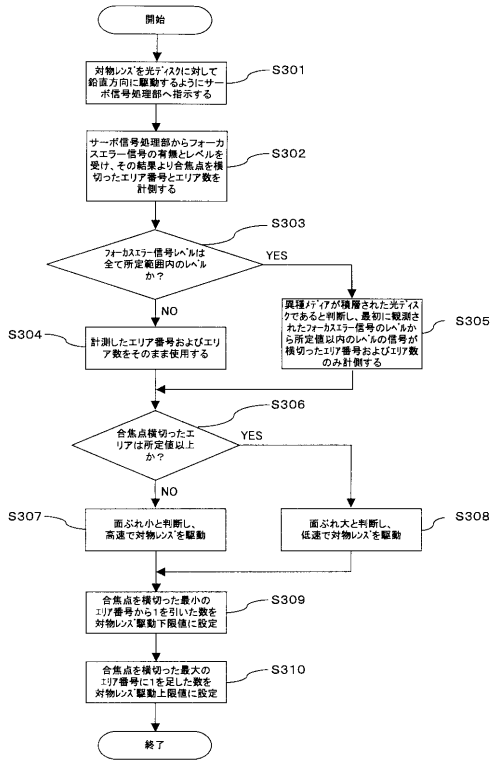 開始
対物レンズを光ディスクに対して
鉛直方向に駆動するようにサー
ボ信号処理部へ指示する
S301
サーボ信号処理部からフォーカ
スエラー信号の有無とレベルを
受け、その結果より合焦点を横
切ったエリア番号とエリア数を
計側する
S302
S303
フォーカスエラー信号レベルは
全て所定範囲内のレベル
か?
YES
NO
S304
計測したエリア番号およびエリ
ア数をそのまま使用する
異種メディアが積層された光ディ
スクであると判断し、最初に観測さ
れたフォーカスエラー信号のレベルから
所定値以内のレベルの信号が
横切ったエリア番号およびエリア数
のみ計側する
S305
S306
合焦点横切ったエ
リアは所定値以上
か?
YES
NO
S307
面ぶれ小と判断し、
高速で対物レンズを駆動
面ぶれ大と判断し、
低速で対物レンズを駆動
S308
合焦点を横切った最小の
エリア番号から1を引いた数を
対物レンズ駆動下限値に設定
S309
合焦点を横切った最大の
エリア番号に1を足した数を
対物レンズ駆動上限値に設定
S310
終了